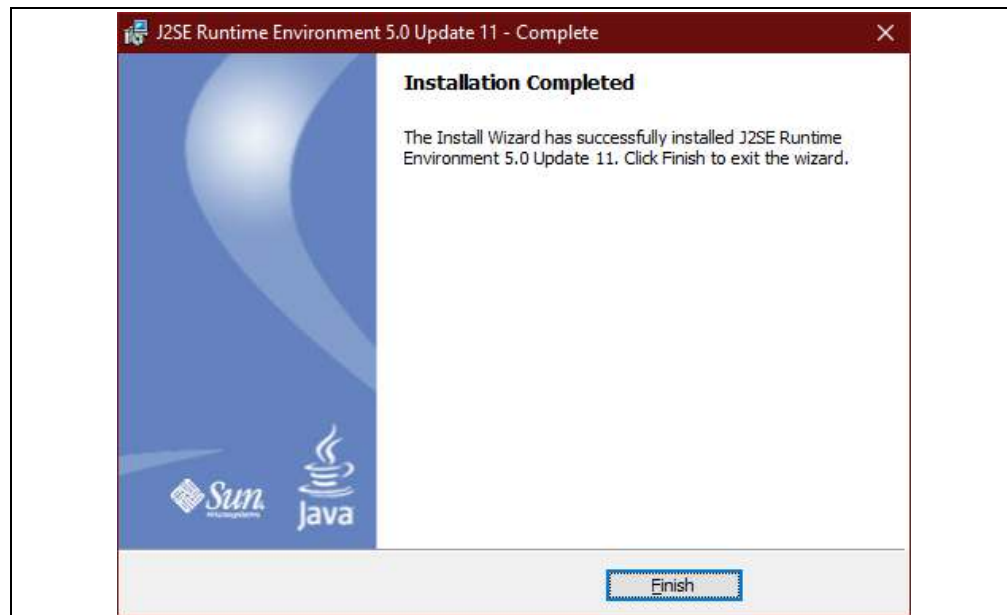 J2SE Runtime Environment 5.0 Update 11 - Complete
Installation Completed
The Install Wizard has successfully installed J2SE Runtime
Environment 5.0 Update 11. Click Finish to exit the wizard.
Sun
microsystems
Java
Finish